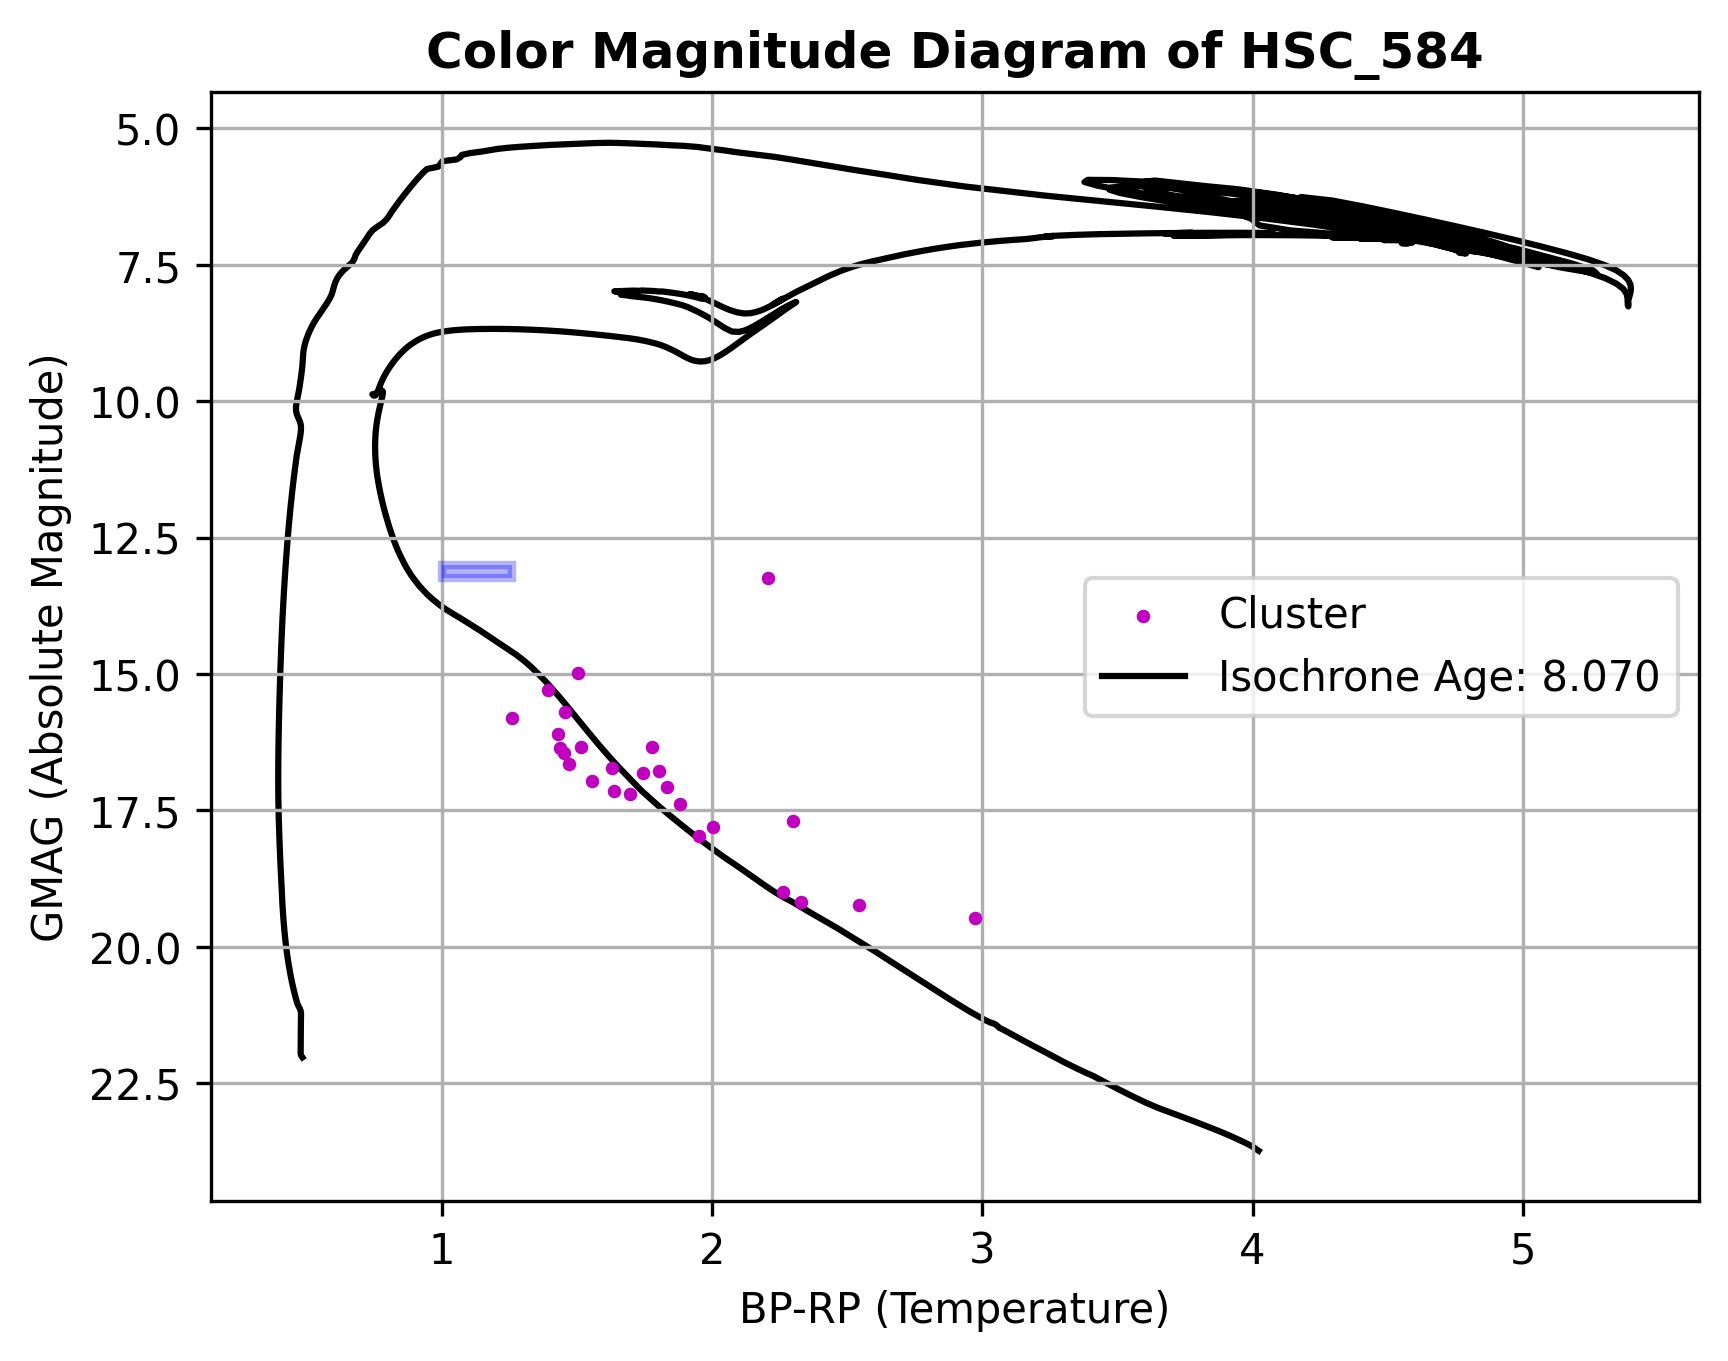 Color Magnitude Diagram of HSC_584
GMAG (Absolute Magnitude)
5.0
7.5
10.0
12.5
15.0
17.5
20.0
22.5
Cluster
Isochrone Age: 8.070
1 2 3 4 5
BP-RP (Temperature)